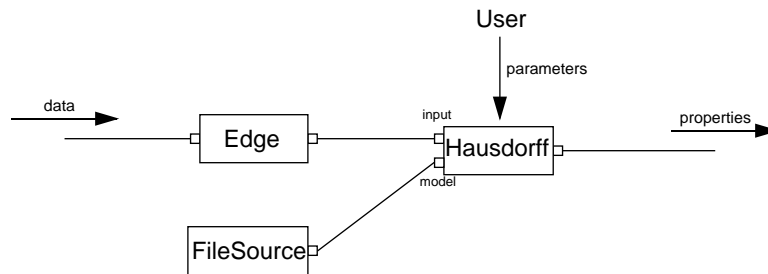 User
parameters
data
input
properties
Edge
Hausdorff
model
FileSource